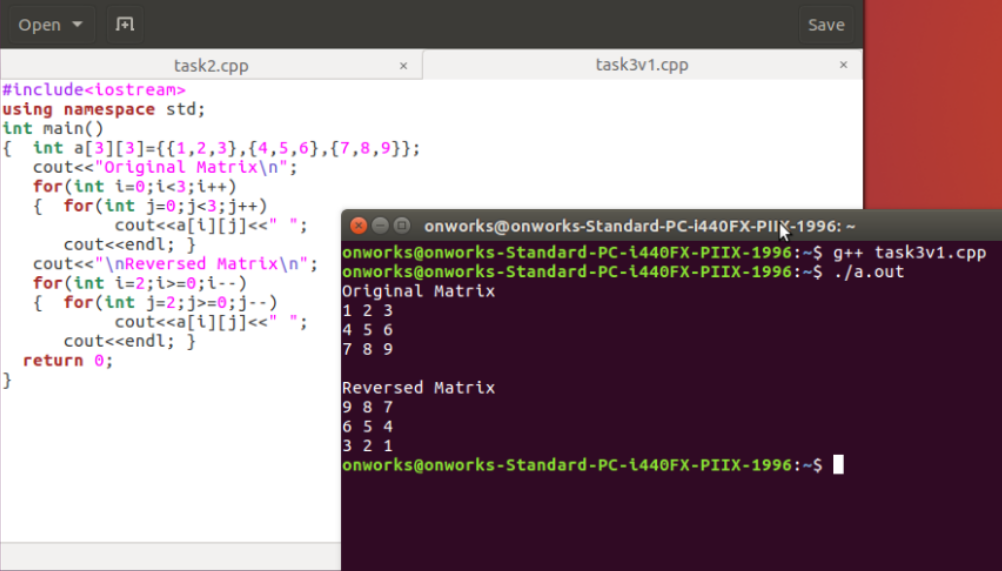 Open
Save
task2.cpp ×
task3v1.cpp ×
#include<iostream>
using namespace std;
int main()
{  int a[3][3]={{1,2,3},{4,5,6},{7,8,9}};
   cout<<"Original Matrix\n";
   for(int i=0;i<3;i++)
   {  for(int j=0;j<3;j++)
           cout<<a[i][j]<<" ";
      cout<<endl; }
   cout<<"\nReversed Matrix\n";
   for(int i=2;i>=0;i--)
   {  for(int j=2;j>=0;j--)
           cout<<a[i][j]<<" ";
      cout<<endl; }
  return 0;
}
onworks@onworks-Standard-PC-i440FX-PIIX-1996: ~
onworks@onworks-Standard-PC-i440FX-PIIX-1996:~$ g++ task3v1.cpp
onworks@onworks-Standard-PC-i440FX-PIIX-1996:~$ ./a.out
Original Matrix
1 2 3
4 5 6
7 8 9

Reversed Matrix
9 8 7
6 5 4
3 2 1
onworks@onworks-Standard-PC-i440FX-PIIX-1996:~$